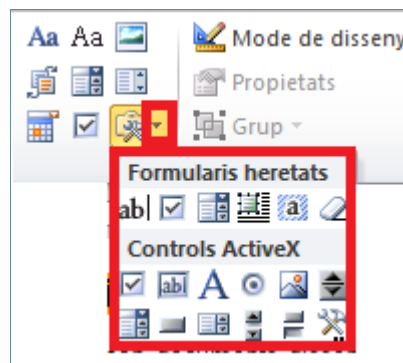 Aa Aa Mode de disseny
Propietats
Grup
Formularis heretats
ab a
Controls ActiveX
abl A